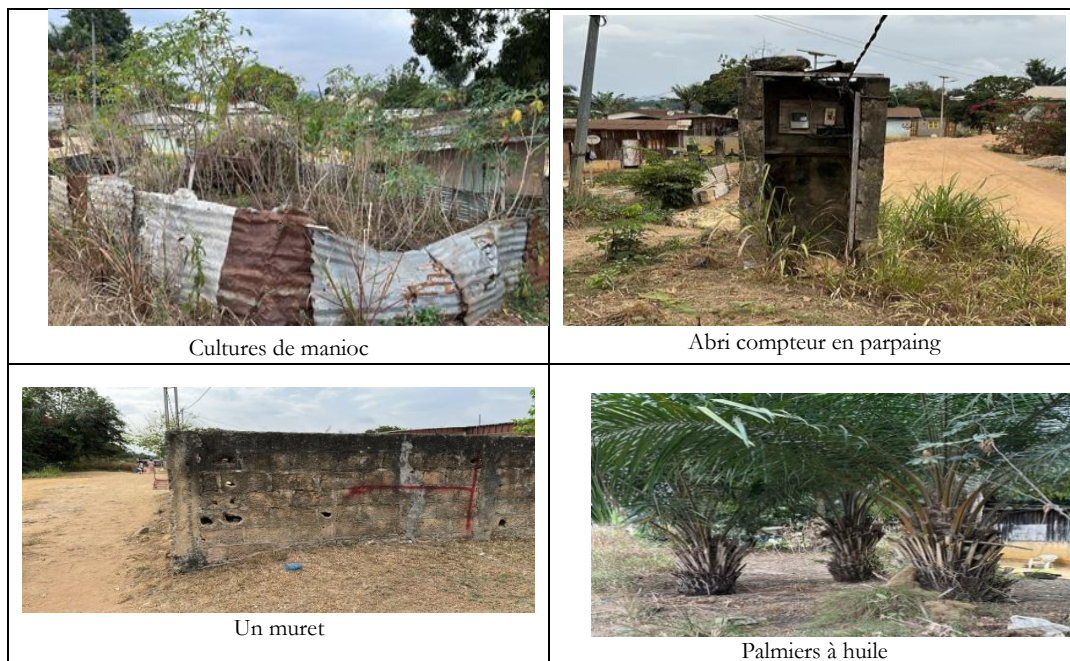 Cultures de manioc
Abri compteur en parpaing
Un muret
Palmiers à huile